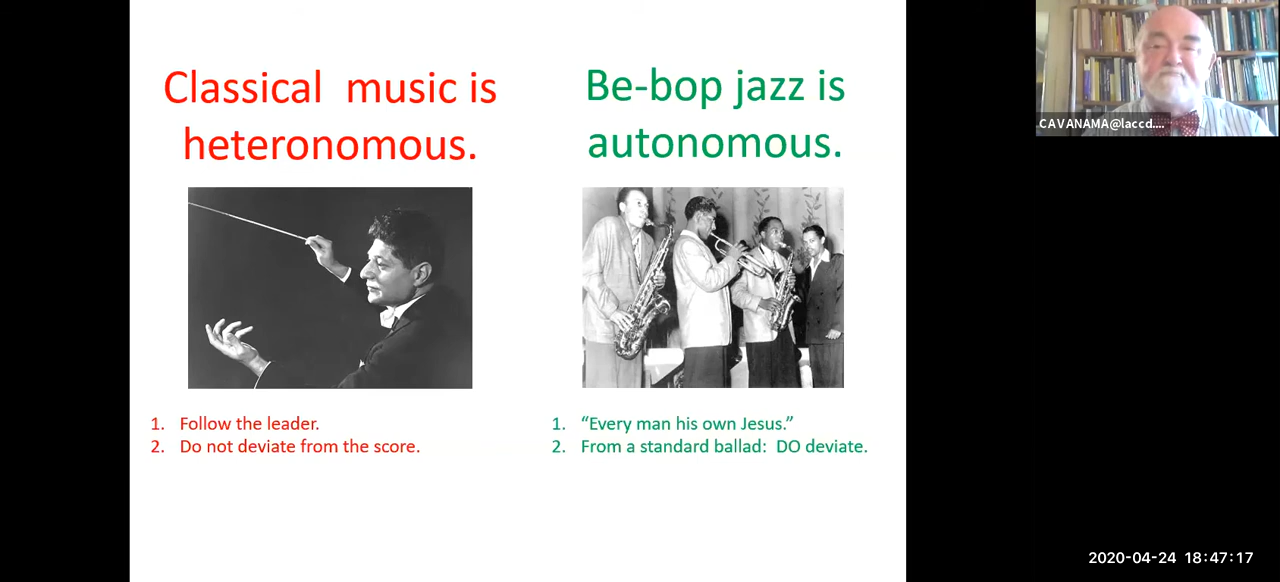 Classical music is
heteronomous.
1. Follow the leader.
2. Do not deviate from the score.
Be-bop jazz is
autonomous.
1. “Every man his own Jesus.”
2. From a standard ballad: DO deviate.
CAVANAMA@laccd....
2020-04-24 18:47:17